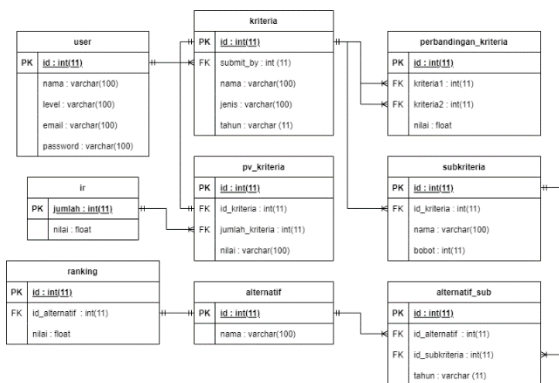 user
PK id : int(11)
nama : varchar(100)
level : varchar(100)
email : varchar(100)
password : varchar(100)
kriteria
PK id : int(11)
FK submit_by : int (11)
nama : varchar(100)
jenis : varchar(100)
tahun : varchar (11)
perbandingan_kriteria
PK id : int(11)
FK kriteria1 : int(11)
FK kriteria2 : int(11)
nilai : float
ir
PK jumlah : int(11)
nilai : float
pv_kriteria
PK id : int(11)
FK id_kriteria : int(11)
FK jumlah_kriteria : int(11)
nilai : varchar(100)
subkriteria
PK id : int(11)
FK id_kriteria : int(11)
nama : varchar(100)
bobot : int(11)
ranking
PK id : int(11)
FK id_alternatif : int(11)
nilai : float
alternatif
PK id : int(11)
nama : varchar(100)
alternatif_sub
PK id : int(11)
FK id_alternatif : int(11)
FK id_subkriteria : int(11)
tahun : varchar (11)